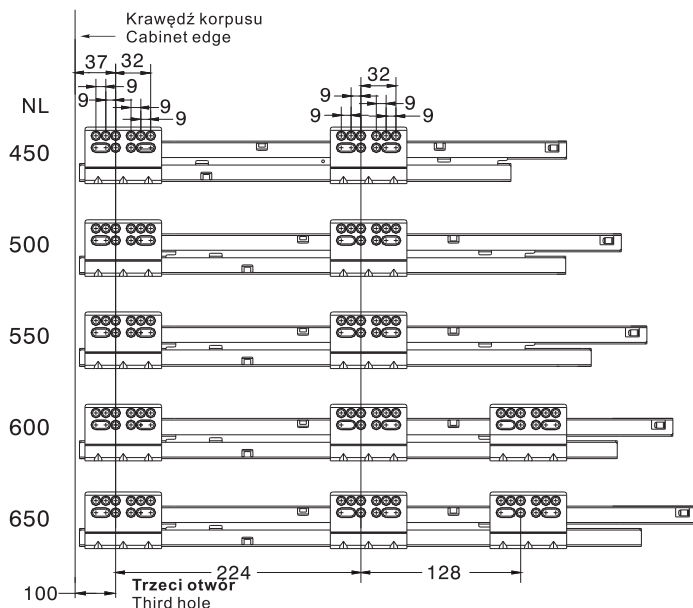 Krawędź korpusu
Cabinet edge
37 32
9 9
9 9
32
9 9
9 9
NL
450
500
550
600
650
224 128
100
Trzeci otwór
Third hole